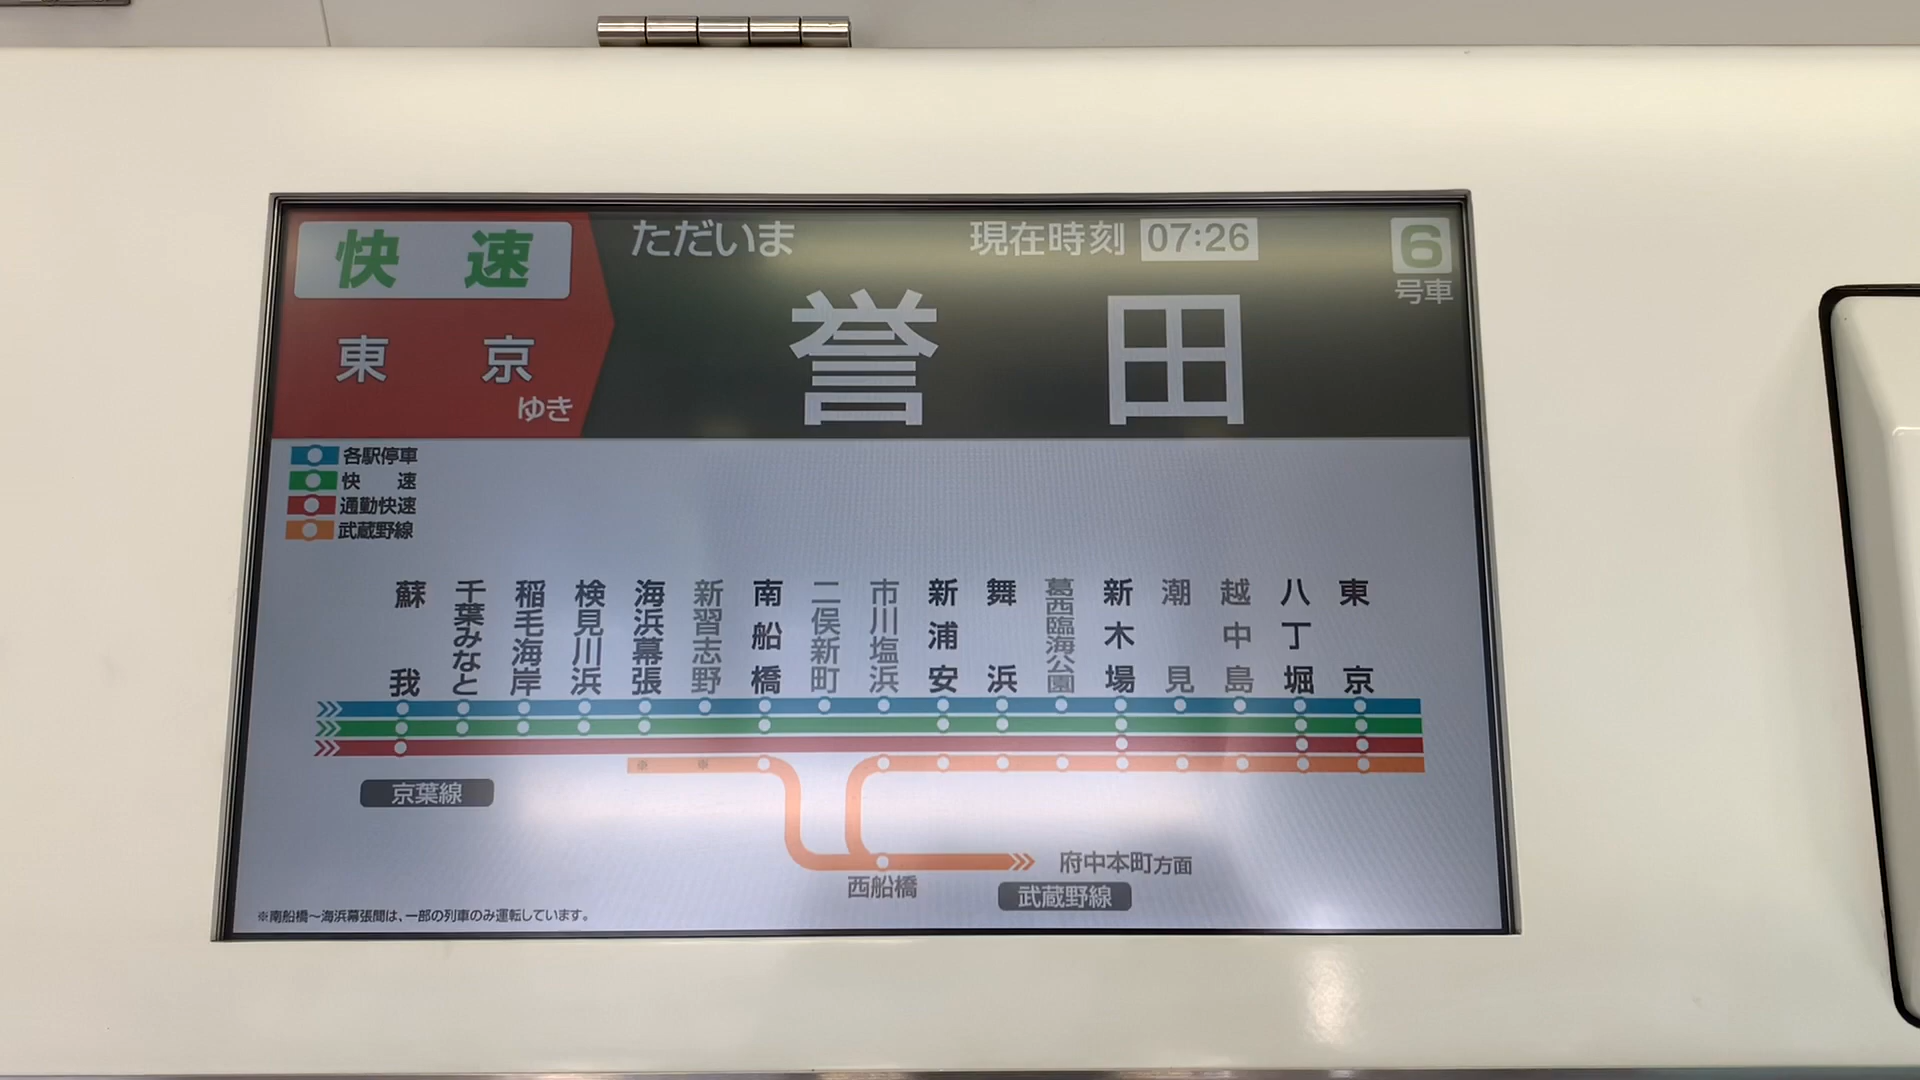 快速
東京
ゆき
ただいま
現在時刻 07:26
誉田
6
号車
各駅停車
快速
通勤快速
武蔵野線
蘇我
千葉みなと
稲毛海岸
検見川浜
海浜幕張
新習志野
南船橋
二俣新町
市川塩浜
新浦安
舞浜
葛西臨海公園
新木場
潮見
越中島
八丁堀
東京
※ ※
京葉線
西船橋
府中本町方面
武蔵野線
※南船橋～海浜幕張間は、一部の列車のみ運転しています。